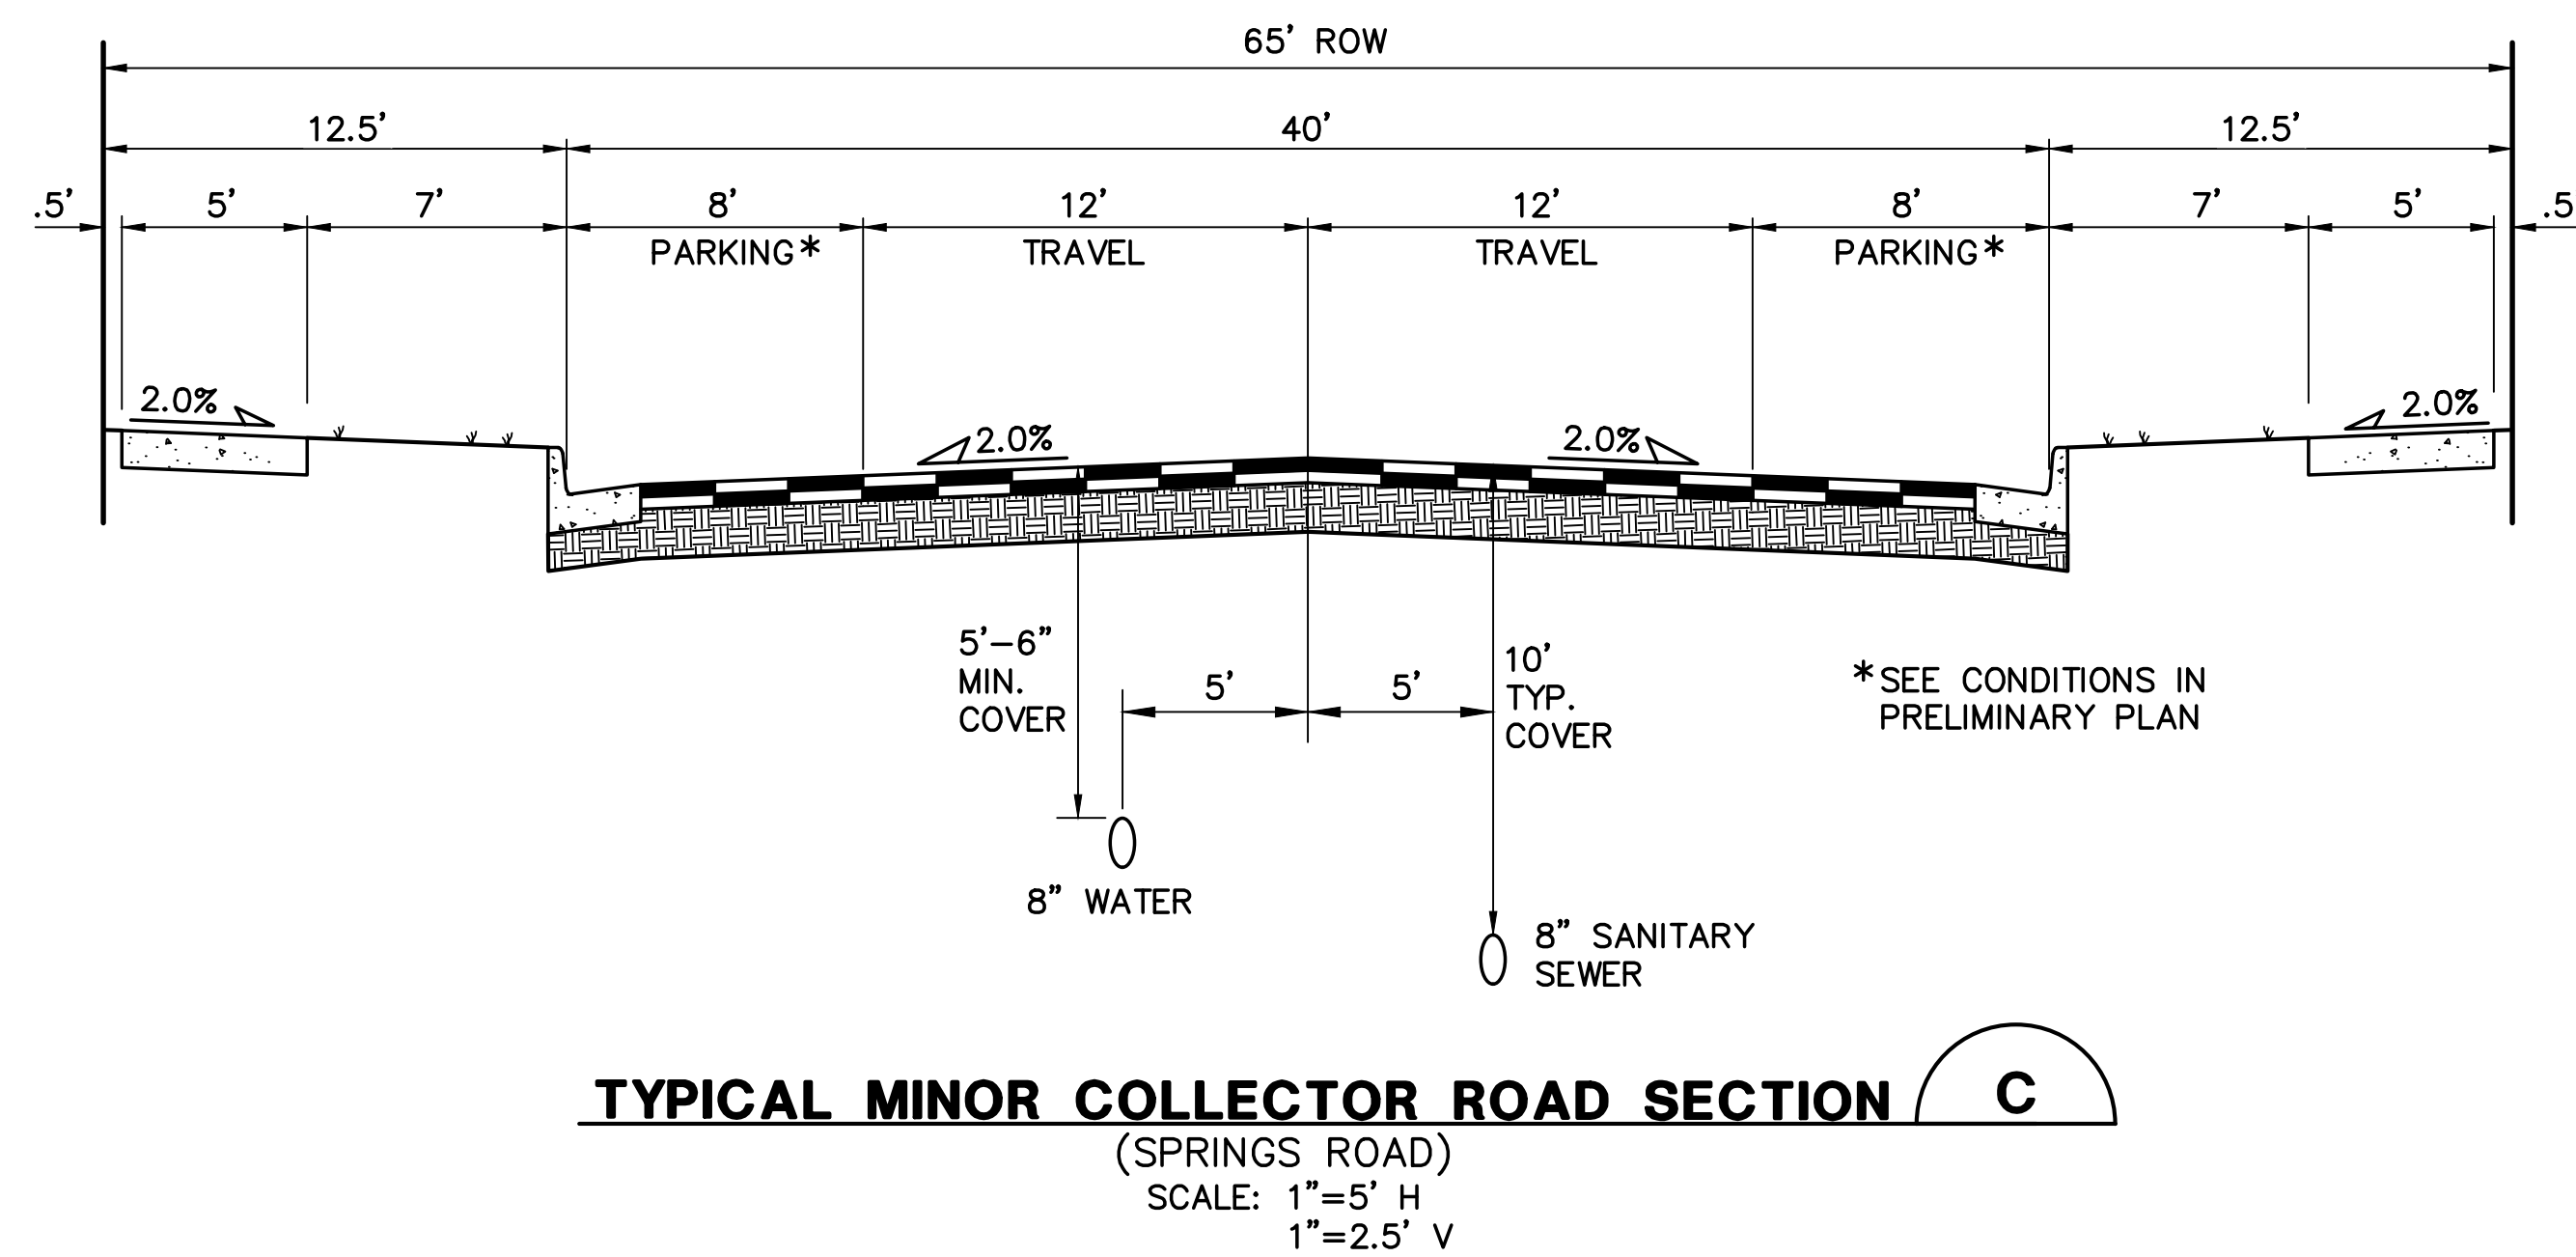 65' ROW
12.5' 40' 12.5'
.5' 5' 7' 8' 12' 12' 8' 7' 5' .5
PARKING* TRAVEL TRAVEL PARKING*
2.0% 2.0% 2.0% 2.0%
5'-6"
MIN.
COVER
5' 5'
10'
TYP.
COVER
*SEE CONDITIONS IN
PRELIMINARY PLAN
8" WATER
8" SANITARY
SEWER
TYPICAL MINOR COLLECTOR ROAD SECTION C
(SPRINGS ROAD)
SCALE: 1"=5' H
1"=2.5' V